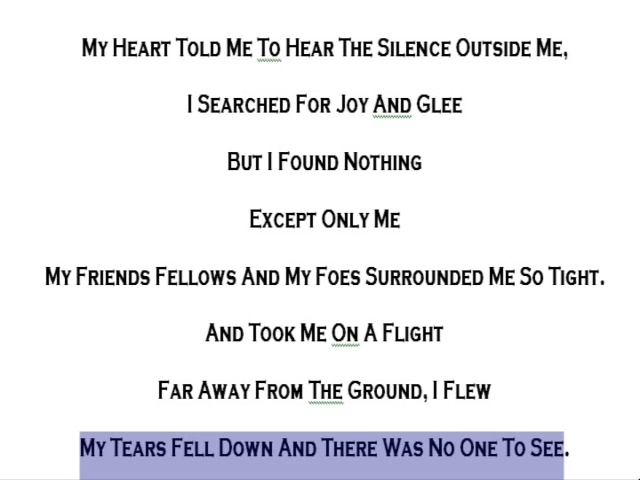 My Heart Told Me To Hear The Silence Outside Me,
I Searched For Joy And Glee
But I Found Nothing
Except Only Me
My Friends Fellows And My Foes Surrounded Me So Tight.
And Took Me On A Flight
Far Away From The Ground, I Flew
My Tears Fell Down And There Was No One To See.